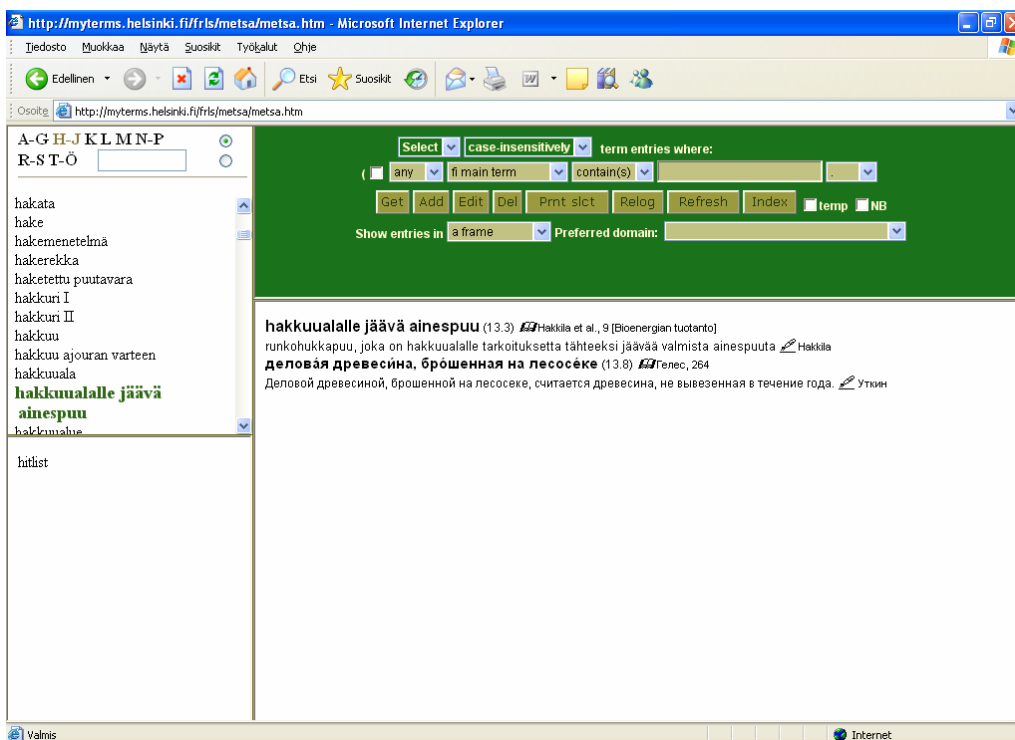 http://myterms.helsinki.fi/frls/metsa/metsa.htm - Microsoft Internet Explorer
Tiedosto Muokkaa Näytä Suosikit Työkalut Ohje
Edellinen Etsi Suosikit
Osoite http://myterms.helsinki.fi/frls/metsa/metsa.htm
A-G H-J K L M N-P
R-S T-Ö
hakata
hake
hakemenetelmä
hakerekka
haketettu puutavara
hakkuri I
hakkuri II
hakkuu
hakkuu ajouran varteen
hakkuuala
hakkuualalle jäävä
ainespuu
hakkuualue
hitlist
Select case-insensitively term entries where:
( any fi main term contain(s) .
Get Add Edit Del Prnt slct Relog Refresh Index temp NB
Show entries in a frame Preferred domain:
hakkuualalle jäävä ainespuu (13.3) Hakkila et al., 9 [Bioenergian tuotanto]
runkohukkapuu, joka on hakkuualalle tarkoituksetta tähteeksi jäävää valmista ainespuuta Hakkila
делова́я древеси́на, бро́шенная на лесосе́ке (13.8) Гелес, 264
Деловой древесиной, брошенной на лесосеке, считается древесина, не вывезенная в течение года. Уткин
Valmis Internet